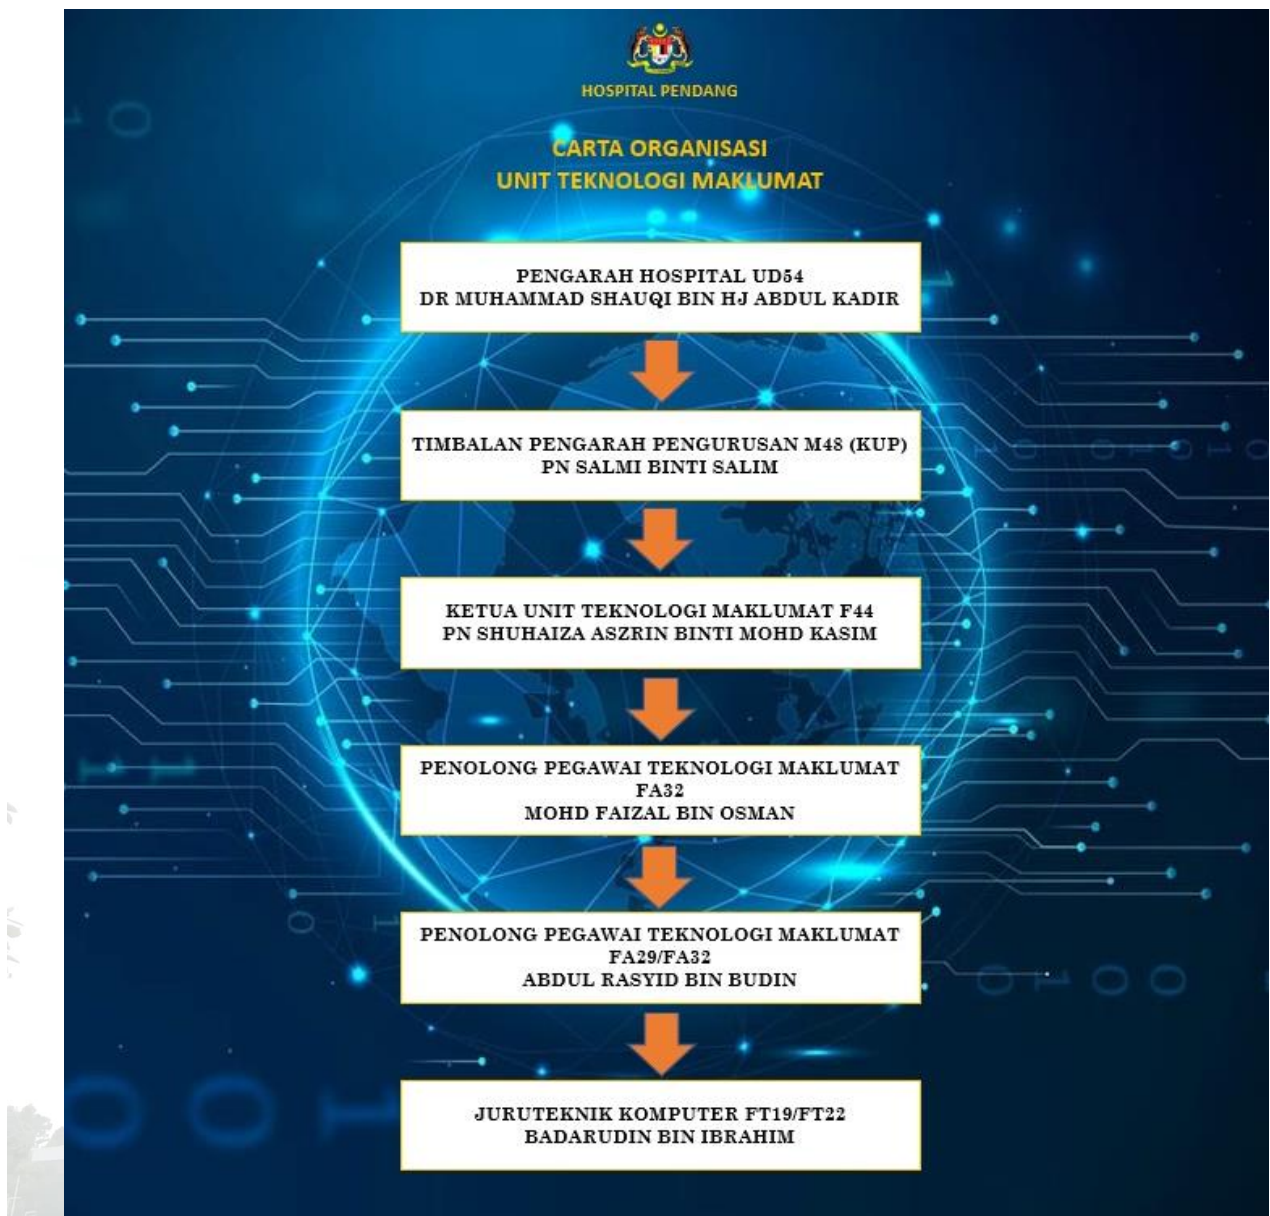 HOSPITAL PENDANG
CARTA ORGANISASI
UNIT TEKNOLOGI MAKLUMAT
PENGARAH HOSPITAL UD54
DR MUHAMMAD SHAUQI BIN HJ ABDUL KADIR
TIMBALAN PENGARAH PENGURUSAN M48 (KUP)
PN SALMI BINTI SALIM
KETUA UNIT TEKNOLOGI MAKLUMAT F44
PN SHUHAIZA ASZRIN BINTI MOHD KASIM
PENOLONG PEGAWAI TEKNOLOGI MAKLUMAT
FA32
MOHD FAIZAL BIN OSMAN
PENOLONG PEGAWAI TEKNOLOGI MAKLUMAT
FA29/FA32
ABDUL RASYID BIN BUDIN
JURUTEKNIK KOMPUTER FT19/FT22
BADARUDIN BIN IBRAHIM